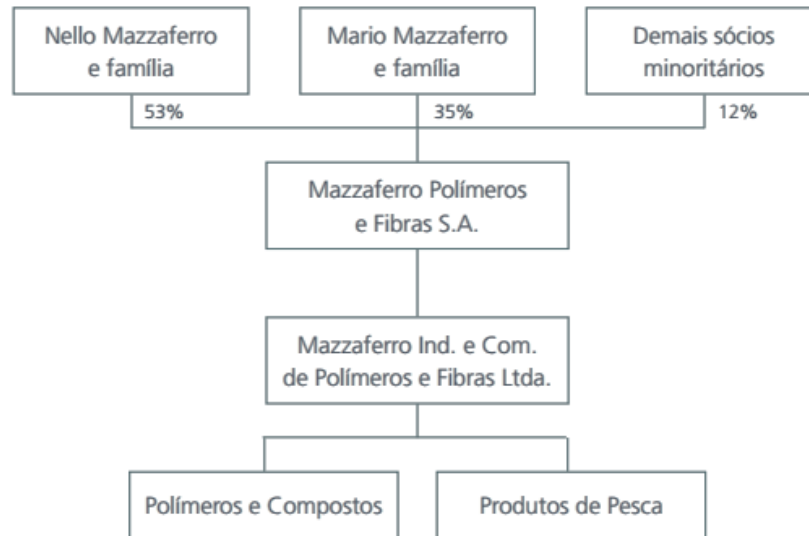 Nello Mazzaferro
e família
Mario Mazzaferro
e família
Demais sócios
minoritários
53%
35%
12%
Mazzaferro Polímeros
e Fibras S.A.
Mazzaferro Ind. e Com.
de Polímeros e Fibras Ltda.
Polímeros e Compostos
Produtos de Pesca